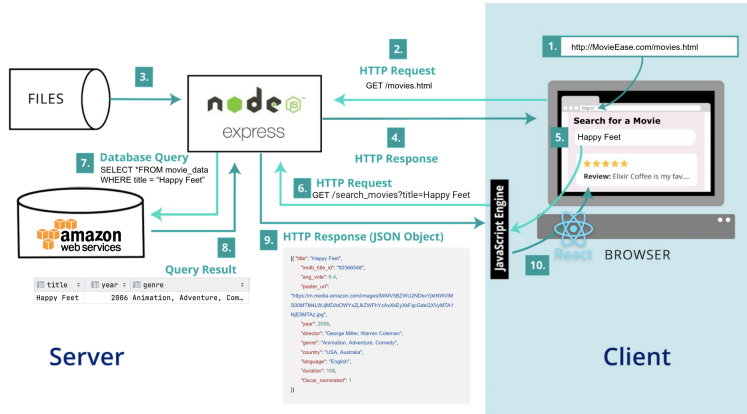 1.
http://MovieEase.com/movies.html
2.
HTTP Request
GET /movies.html
3.
FILES
node
JS
express
4.
HTTP Response
Search for a Movie
5.
Happy Feet
Review: Elixir Coffee is my fav....
7.
Database Query
SELECT *FROM movie_data
WHERE title = "Happy Feet"
6.
HTTP Request
GET /search_movies?title=Happy Feet
JavaScript Engine
amazon
web services
8.
Query Result
9.
HTTP Response (JSON Object)
10.
React
BROWSER
title
year
genre
Happy Feet 2006 Animation, Adventure, Com…
[{ "title": "Happy Feet",
"imdb_title_id": "tt0366548",
"avg_vote": 6.4,
"poster_url":
"year": 2006,
"director": "George Miller, Warren Coleman",
"genre": "Animation, Adventure, Comedy",
"country": "USA, Australia",
"language": "English",
"duration": 108,
"Oscar_nominated": 1
}]
Server
Client